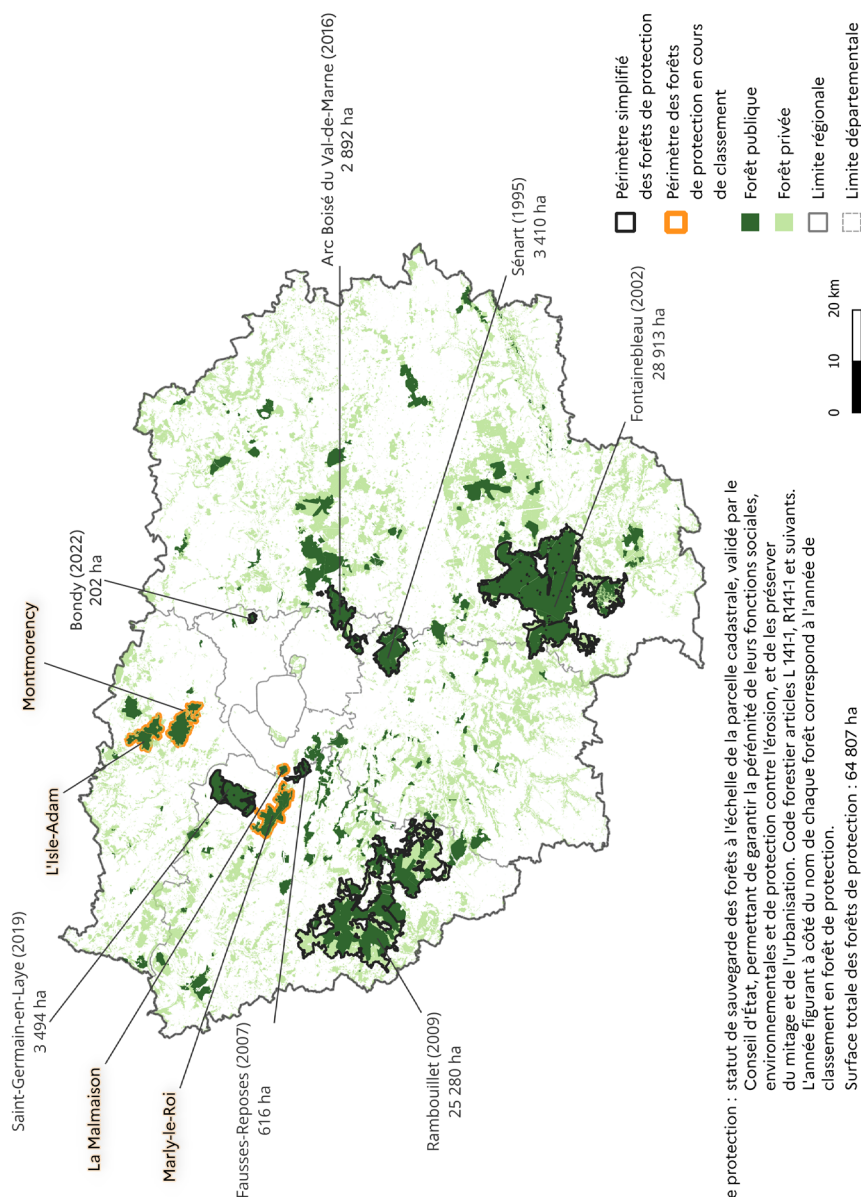 Saint-Germain-en-Laye (2019)
3 494 ha
L'Isle-Adam
Montmorency
Bondy (2022)
202 ha
Arc Boisé du Val-de-Marne (2016)
2 892 ha
La Malmaison
Marly-le-Roi
Fausses-Reposes (2007)
616 ha
Sénart (1995)
3 410 ha
Rambouillet (2009)
25 280 ha
Fontainebleau (2002)
28 913 ha
Périmètre simplifié
des forêts de protection
Périmètre des forêts
de protection en cours
de classement
Forêt publique
Forêt privée
Limite régionale
Limite départementale
0 10 20 km
e protection : statut de sauvegarde des forêts à l'échelle de la parcelle cadastrale, validé par le
Conseil d'État, permettant de garantir la pérénnité de leurs fonctions sociales,
environnementales et de protection contre l'érosion, et de les préserver
du mitage et de l'urbanisation. Code forestier articles L 141-1, R141-1 et suivants.
L'année figurant à côté du nom de chaque forêt correspond à l'année de
classement en forêt de protection.
Surface totale des forêts de protection : 64 807 ha